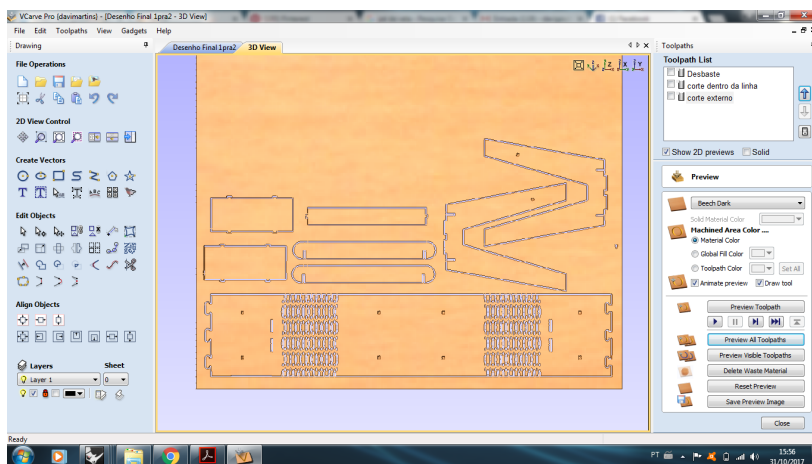 VCarve Pro (davimartins) - {Desenho Final 1pra2 - 3D View}
File Edit Toolpaths View Gadgets Help
Drawing
Desenho Final 1pra2
3D View
Toolpaths
File Operations
2D View Control
Create Vectors
Edit Objects
Align Objects
Layers
Sheet
Layer 1
0
Toolpath List
Desbaste
corte dentro da linha
corte externo
Show 2D previews
Solid
Preview
Beech Dark
Solid Material Color
Machined Area Color ....
Material Color
Global Fill Color
Toolpath Color
Set All
Animate preview
Draw tool
Preview Toolpath
Preview All Toolpaths
Preview Visible Toolpaths
Delete Waste Material
Reset Preview
Save Preview Image
Close
Ready
PT
15:56
31/10/2017